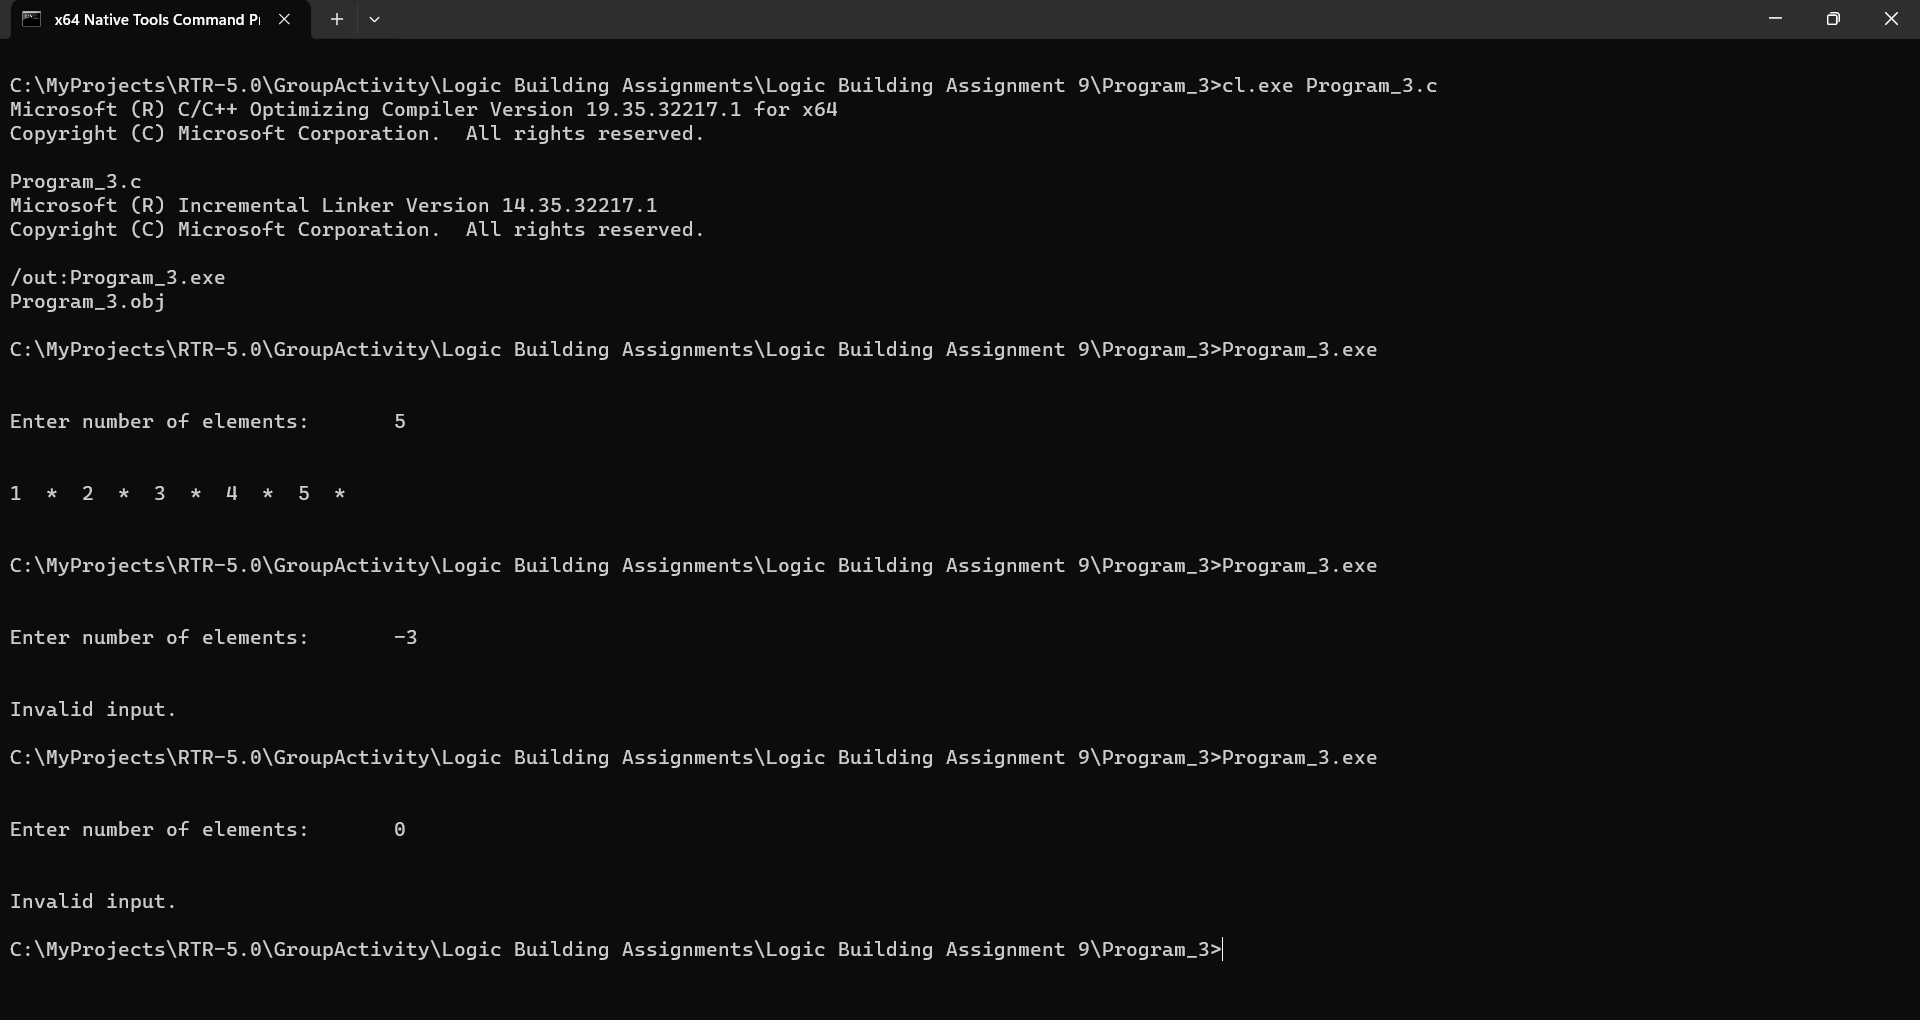 x64 Native Tools Command P
C:\MyProjects\RTR-5.0\GroupActivity\Logic Building Assignments\Logic Building Assignment 9\Program_3>cl.exe Program_3.c
Microsoft (R) C/C++ Optimizing Compiler Version 19.35.32217.1 for x64
Copyright (C) Microsoft Corporation.  All rights reserved.
Program_3.c
Microsoft (R) Incremental Linker Version 14.35.32217.1
Copyright (C) Microsoft Corporation.  All rights reserved.
/out:Program_3.exe
Program_3.obj
C:\MyProjects\RTR-5.0\GroupActivity\Logic Building Assignments\Logic Building Assignment 9\Program_3>Program_3.exe
Enter number of elements:       5
1  *  2  *  3  *  4  *  5  *
C:\MyProjects\RTR-5.0\GroupActivity\Logic Building Assignments\Logic Building Assignment 9\Program_3>Program_3.exe
Enter number of elements:       -3
Invalid input.
C:\MyProjects\RTR-5.0\GroupActivity\Logic Building Assignments\Logic Building Assignment 9\Program_3>Program_3.exe
Enter number of elements:       0
Invalid input.
C:\MyProjects\RTR-5.0\GroupActivity\Logic Building Assignments\Logic Building Assignment 9\Program_3>